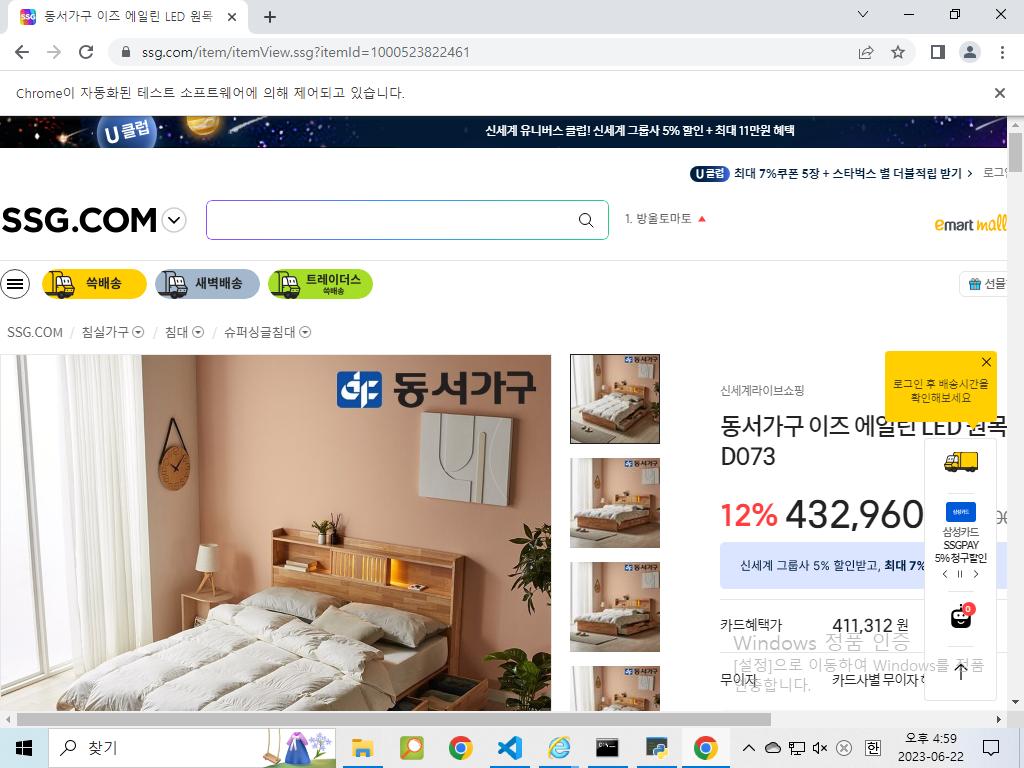 SSG
동서가구 이즈 에일린 LED 원목
ssg.com/item/itemView.ssg?itemId=1000523822461
Chrome이 자동화된 테스트 소프트웨어에 의해 제어되고 있습니다.
U 클럽
신세계 유니버스 클럽! 신세계 그룹사 5% 할인 + 최대 11만원 혜택
U 클럽 최대 7%쿠폰 5장 + 스타벅스 별 더블적립 받기
SSG.COM
1. 방울토마토
emart mall
쓱배송
새벽배송
트레이더스
쓱배송
선물
SSG.COM / 침실가구 / 침대 / 슈퍼싱글침대
동서가구
신세계라이브쇼핑
로그인 후 배송시간을
확인해보세요
동서가구 이즈 에일린 LED 원목
D073
12% 432,960
삼성카드
삼성카드
SSGPAY
5% 청구할인
신세계 그룹사 5% 할인받고, 최대 7%
0
카드혜택가 411,312 원
Windows 정품 인증
[설정]으로 이동하여 Windows를 정품
인증합니다.
무이자 카드사별 무이자
찾기
한
오후 4:59
2023-06-22